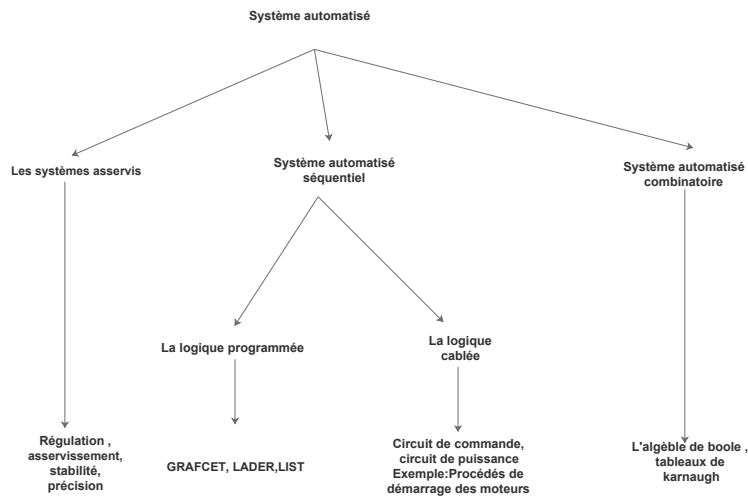 Système automatisé
Les systèmes asservis
Système automatisé
séquentiel
Système automatisé
combinatoire
La logique programmée
La logique
cablée
Régulation ,
asservissement,
stabilité,
précision
GRAFCET, LADER,LIST
Circuit de commande,
circuit de puissance
Exemple:Procédés de
démarrage des moteurs
L'algèble de boole ,
tableaux de
karnaugh